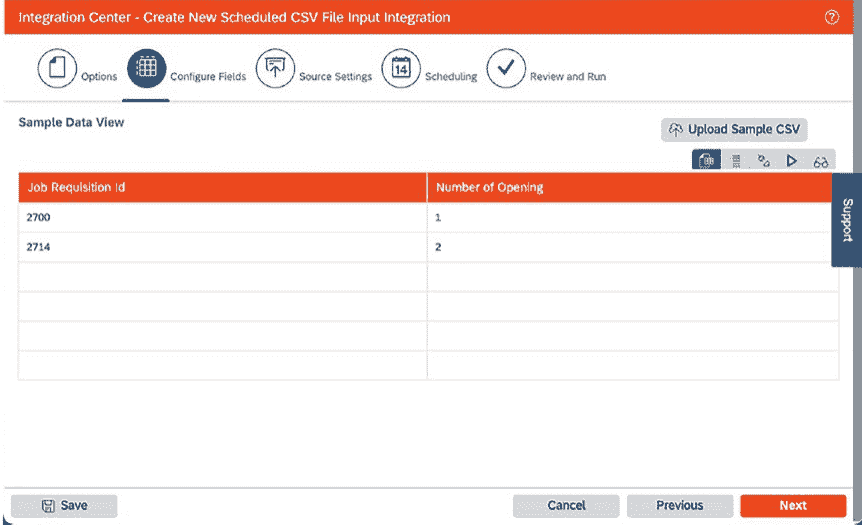 Integration Center - Create New Scheduled CSV File Input Integration
Options
Configure Fields
Source Settings
14
Scheduling
Review and Run
Sample Data View
Upload Sample CSV
Job Requisition Id
Number of Opening
2700
1
2714
2
Support
Save
Cancel
Previous
Next